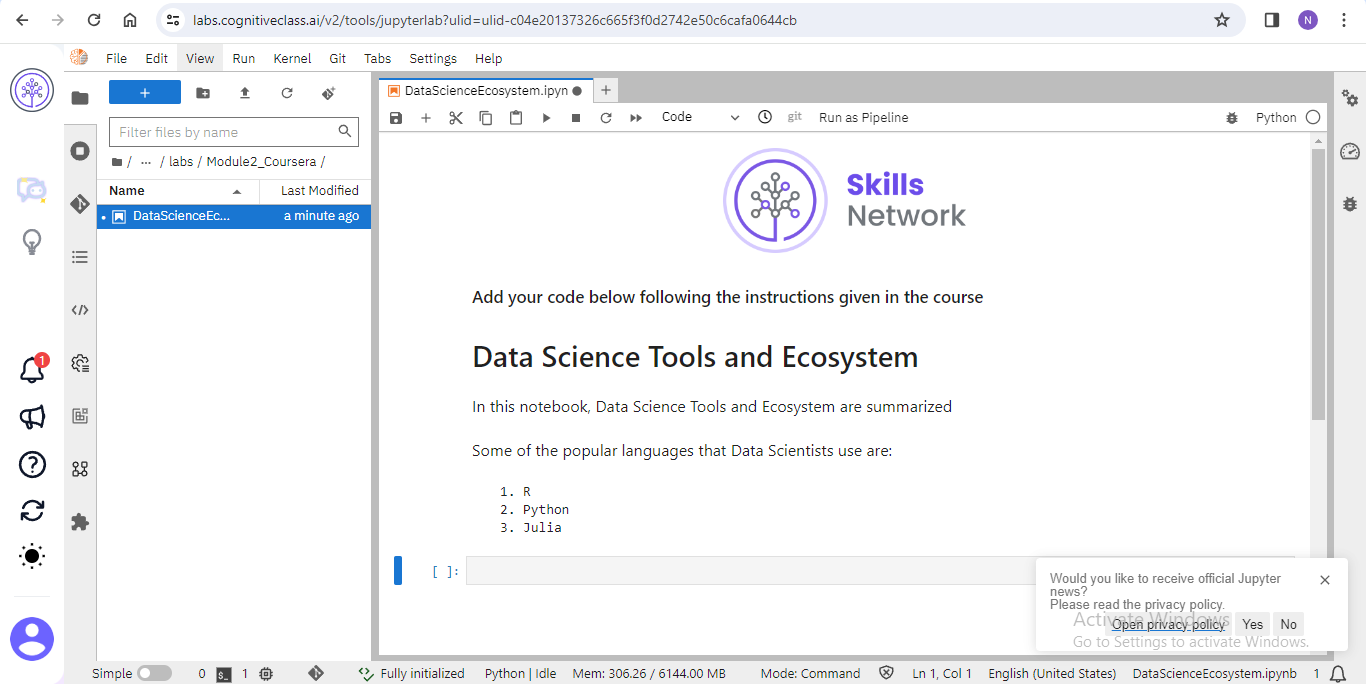 labs.cognitiveclass.ai/v2/tools/jupyterlab?ulid=ulid-c04e20137326c665f3f0d2742e50c6cafa0644cb
N
File Edit View Run Kernel Git Tabs Settings Help
DataScienceEcosystem.ipyn
Code git Run as Pipeline Python
Filter files by name
/ ... / labs / Module2_Coursera /
Name Last Modified
DataScienceEc... a minute ago
Skills
Network
Add your code below following the instructions given in the course
Data Science Tools and Ecosystem
In this notebook, Data Science Tools and Ecosystem are summarized
Some of the popular languages that Data Scientists use are:
1. R
2. Python
3. Julia
[ ]:
1
Would you like to receive official Jupyter
news?
Please read the privacy policy.
Open privacy policy Yes No
Activate Windows
Go to Settings to activate Windows.
Simple 0 $_ 1 Fully initialized Python | Idle Mem: 306.26 / 6144.00 MB Mode: Command Ln 1, Col 1 English (United States) DataScienceEcosystem.ipynb 1